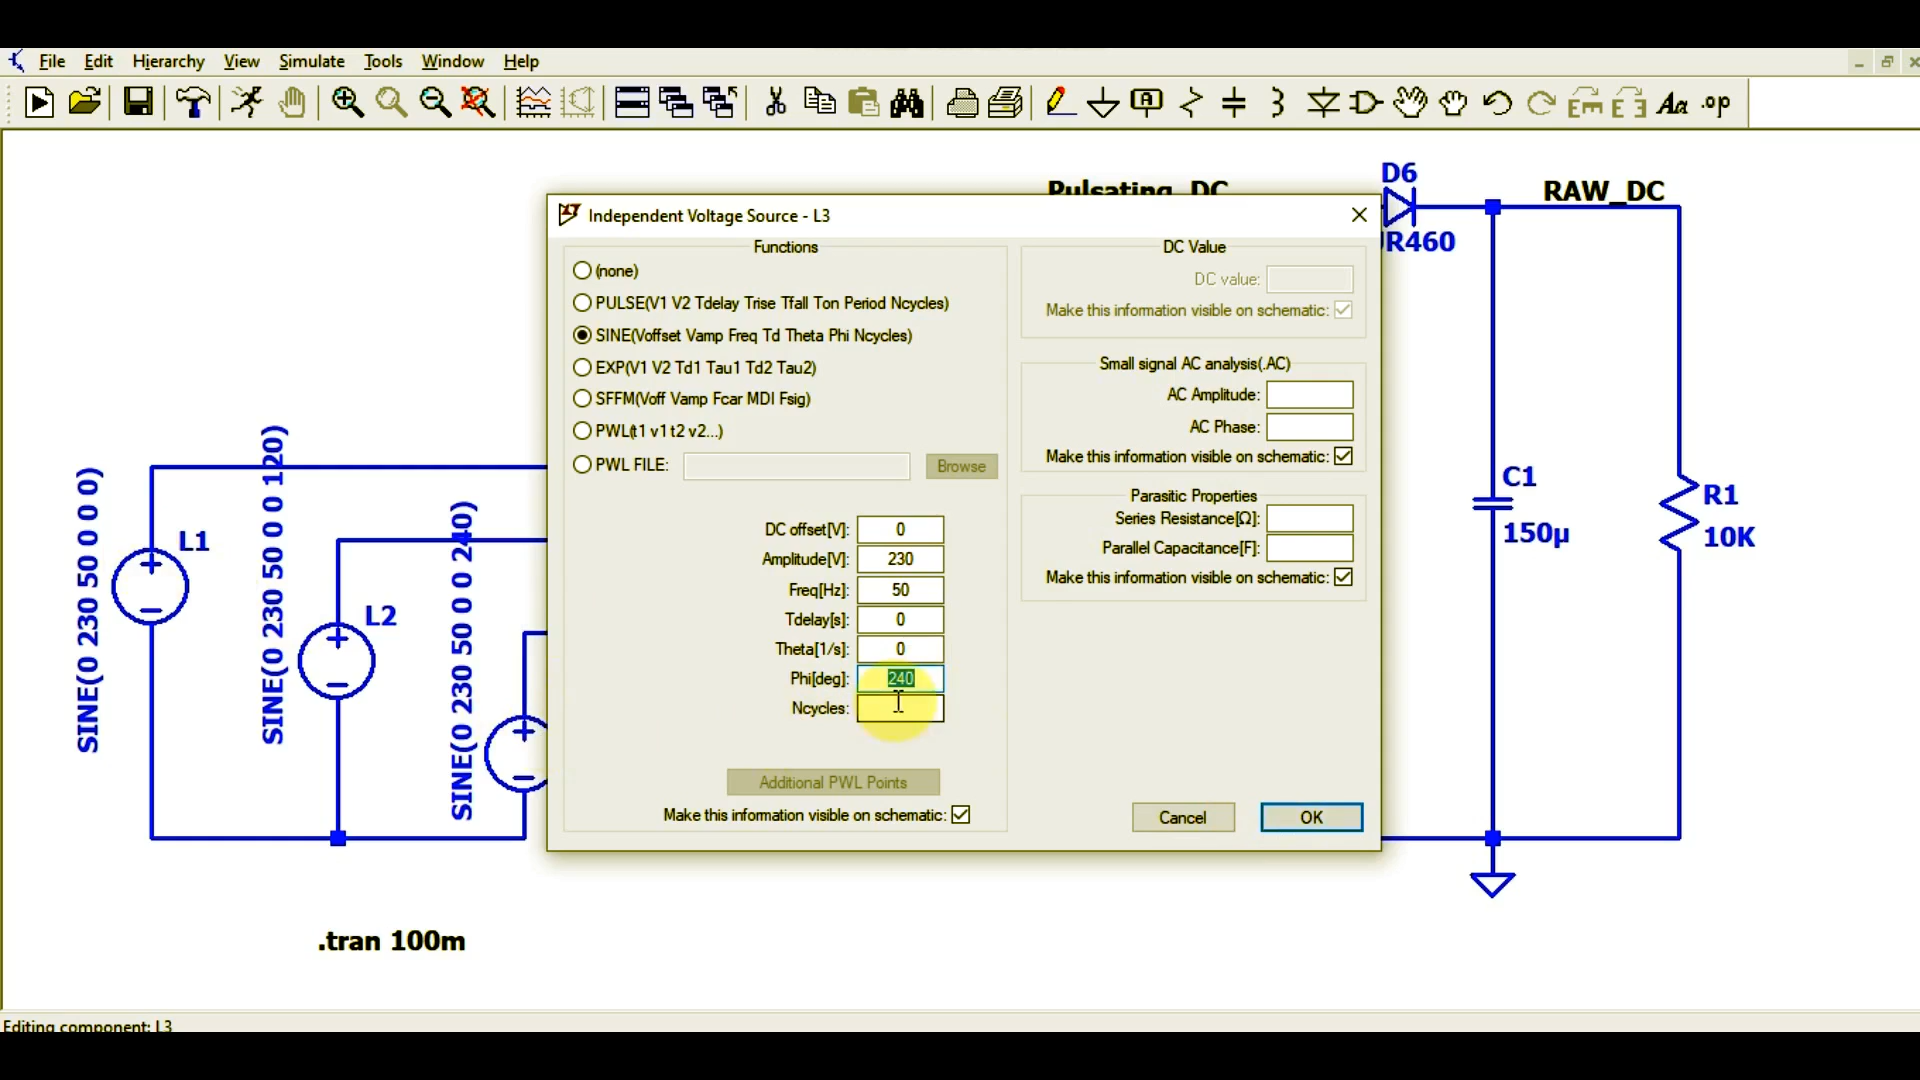 File Edit Hierarchy View Simulate Tools Window Help
A
Aa .op
Pulsating_DC
D6
RAW_DC
UR460
Independent Voltage Source - L3
Functions
(none)
PULSE(V1 V2 Tdelay Trise Tfall Ton Period Ncycles)
SINE(Voffset Vamp Freq Td Theta Phi Ncycles)
EXP(V1 V2 Td1 Tau1 Td2 Tau2)
SFFM(Voff Vamp Fcar MDI Fsig)
PWL(t1 v1 t2 v2...)
PWL FILE: Browse
DC offset[V]: 0
Amplitude[V]: 230
Freq[Hz]: 50
Tdelay[s]: 0
Theta[1/s]: 0
Phi[deg]: 240
Ncycles:
Additional PWL Points
Make this information visible on schematic:
DC Value
DC value:
Make this information visible on schematic:
Small signal AC analysis(.AC)
AC Amplitude:
AC Phase:
Make this information visible on schematic:
Parasitic Properties
Series Resistance[Ω]:
Parallel Capacitance[F]:
Make this information visible on schematic:
Cancel OK
SINE(0 230 50 0 0 0)
L1
SINE(0 230 50 0 0 120)
L2
SINE(0 230 50 0 0 240)
C1
150µ
R1
10K
.tran 100m
Editing component: L3